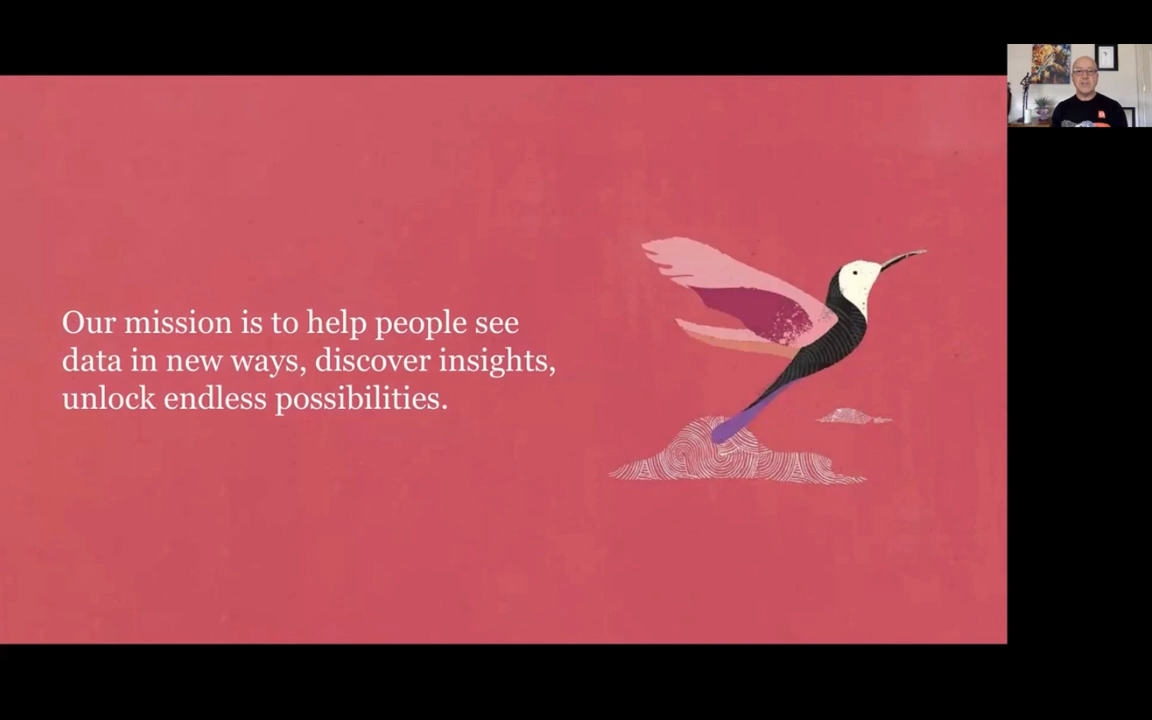 Our mission is to help people see
data in new ways, discover insights,
unlock endless possibilities.